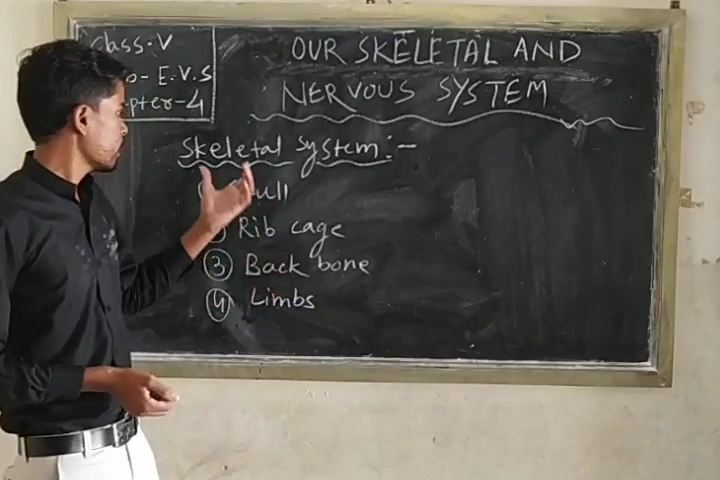 Class-V
E.V.S
OUR SKELETAL AND
NERVOUS SYSTEM
Skeletal System:-
Rib cage
③ Back bone
④ Limbs